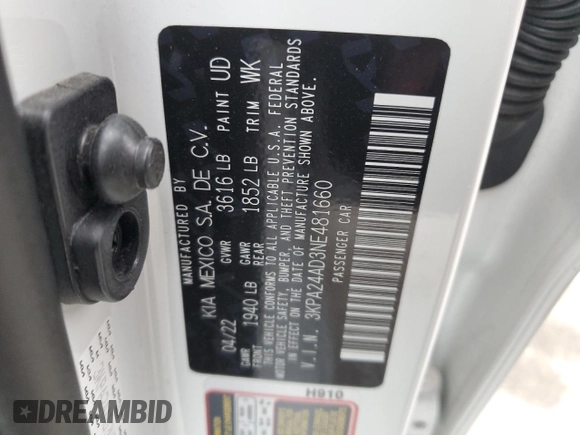 MANUFACTURED BY
KIA MEXICO S.A. DE C.V.
04/22 GVWR 3616 LB PAINT UD
GAWR FRONT 1940 LB GAWR REAR 1852 LB TRIM WK
THIS VEHICLE CONFORMS TO ALL APPLICABLE U.S.A. FEDERAL
MOTOR VEHICLE SAFETY, BUMPER, AND THEFT PREVENTION STANDARDS
IN EFFECT ON THE DATE OF MANUFACTURE SHOWN ABOVE.
V.I.N. 3KPA24AD3NE481660
PASSENGER CAR
H910
DREAMBID